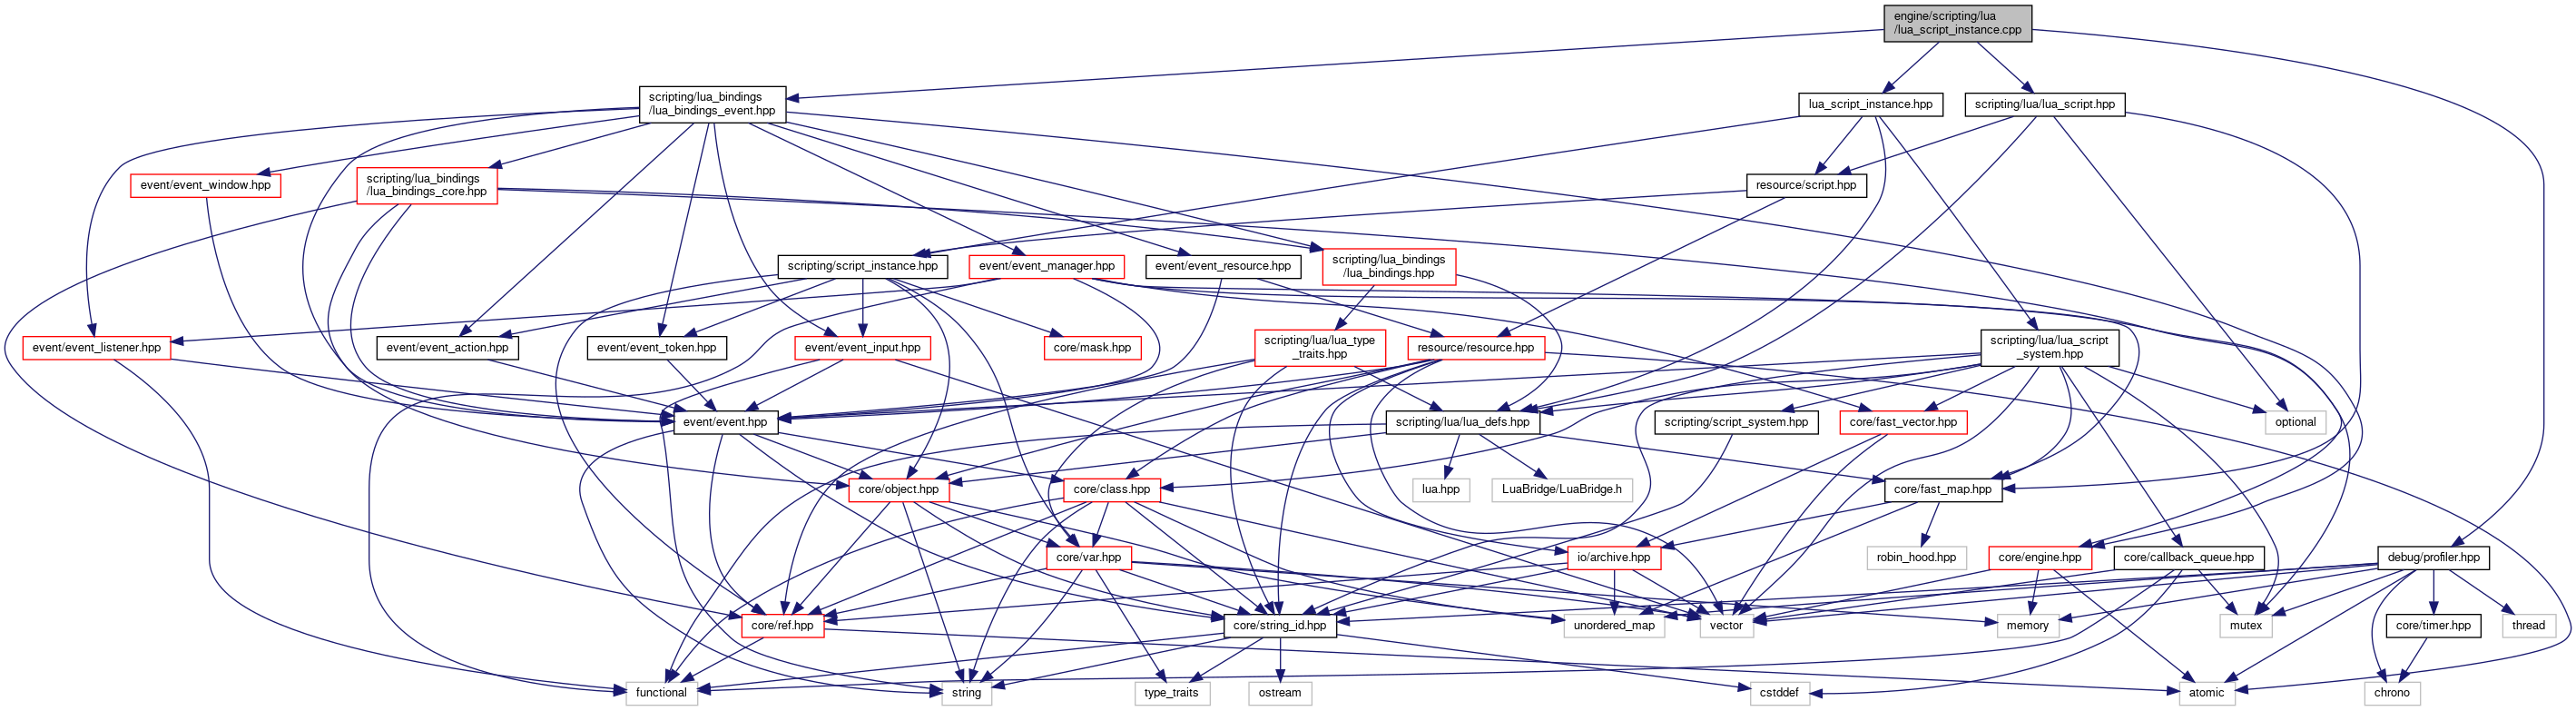 engine/scripting/lua
/lua_script_instance.cpp
scripting/lua_bindings
/lua_bindings_event.hpp
lua_script_instance.hpp
scripting/lua/lua_script.hpp
event/event_window.hpp
scripting/lua_bindings
/lua_bindings_core.hpp
resource/script.hpp
scripting/script_instance.hpp
event/event_manager.hpp
event/event_resource.hpp
scripting/lua_bindings
/lua_bindings.hpp
event/event_listener.hpp
event/event_action.hpp
event/event_token.hpp
event/event_input.hpp
core/mask.hpp
scripting/lua/lua_type
_traits.hpp
resource/resource.hpp
scripting/lua/lua_script
_system.hpp
event/event.hpp
scripting/lua/lua_defs.hpp
scripting/script_system.hpp
core/fast_vector.hpp
optional
core/object.hpp
core/class.hpp
lua.hpp
LuaBridge/LuaBridge.h
core/fast_map.hpp
core/var.hpp
io/archive.hpp
robin_hood.hpp
core/engine.hpp
core/callback_queue.hpp
debug/profiler.hpp
core/ref.hpp
core/string_id.hpp
unordered_map
vector
memory
mutex
core/timer.hpp
thread
functional
string
type_traits
ostream
cstddef
atomic
chrono